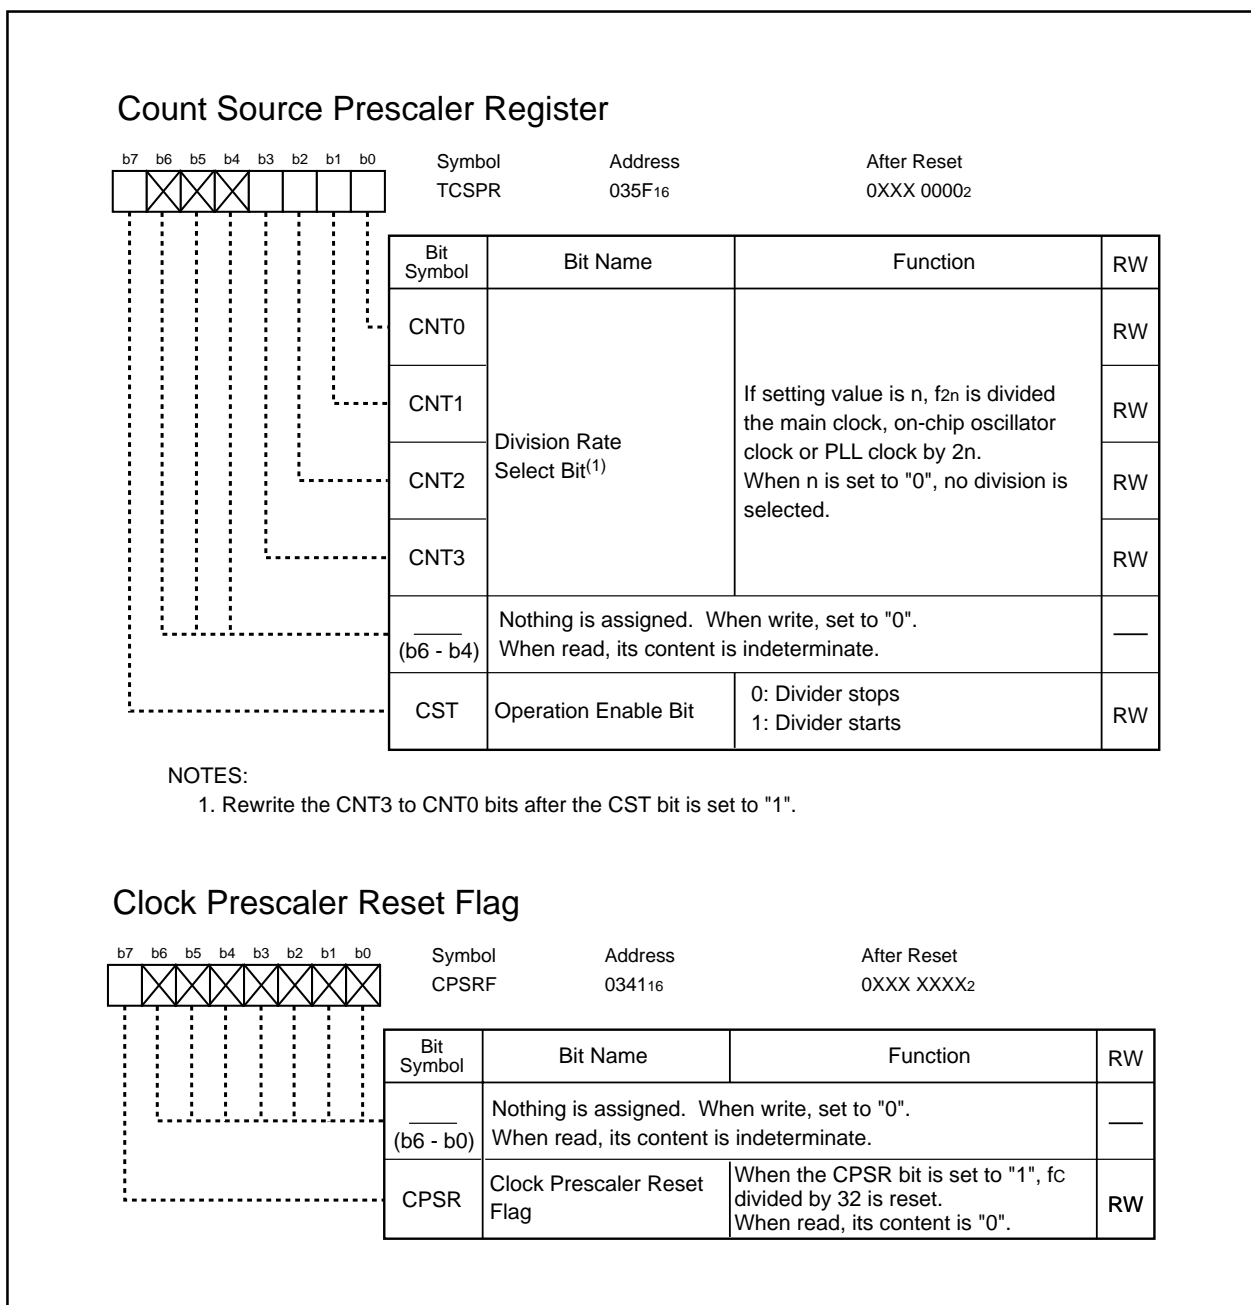 Count Source Prescaler Register
b7 b6 b5 b4 b3 b2 b1 b0
Symbol Address After Reset
TCSPR 035F16 0XXX 00002
Bit Symbol Bit Name Function RW
CNT0 RW
CNT1 RW
CNT2 RW
CNT3 RW
Division Rate
Select Bit(1)
If setting value is n, f2n is divided
the main clock, on-chip oscillator
clock or PLL clock by 2n.
When n is set to "0", no division is
selected.
(b6 - b4)
Nothing is assigned. When write, set to "0".
When read, its content is indeterminate.
CST Operation Enable Bit
0: Divider stops
1: Divider starts
RW
NOTES:
1. Rewrite the CNT3 to CNT0 bits after the CST bit is set to "1".
Clock Prescaler Reset Flag
b7 b6 b5 b4 b3 b2 b1 b0
Symbol Address After Reset
CPSRF 034116 0XXX XXXX2
Bit Symbol Bit Name Function RW
(b6 - b0)
Nothing is assigned. When write, set to "0".
When read, its content is indeterminate.
CPSR
Clock Prescaler Reset
Flag
When the CPSR bit is set to "1", fC
divided by 32 is reset.
When read, its content is "0".
RW